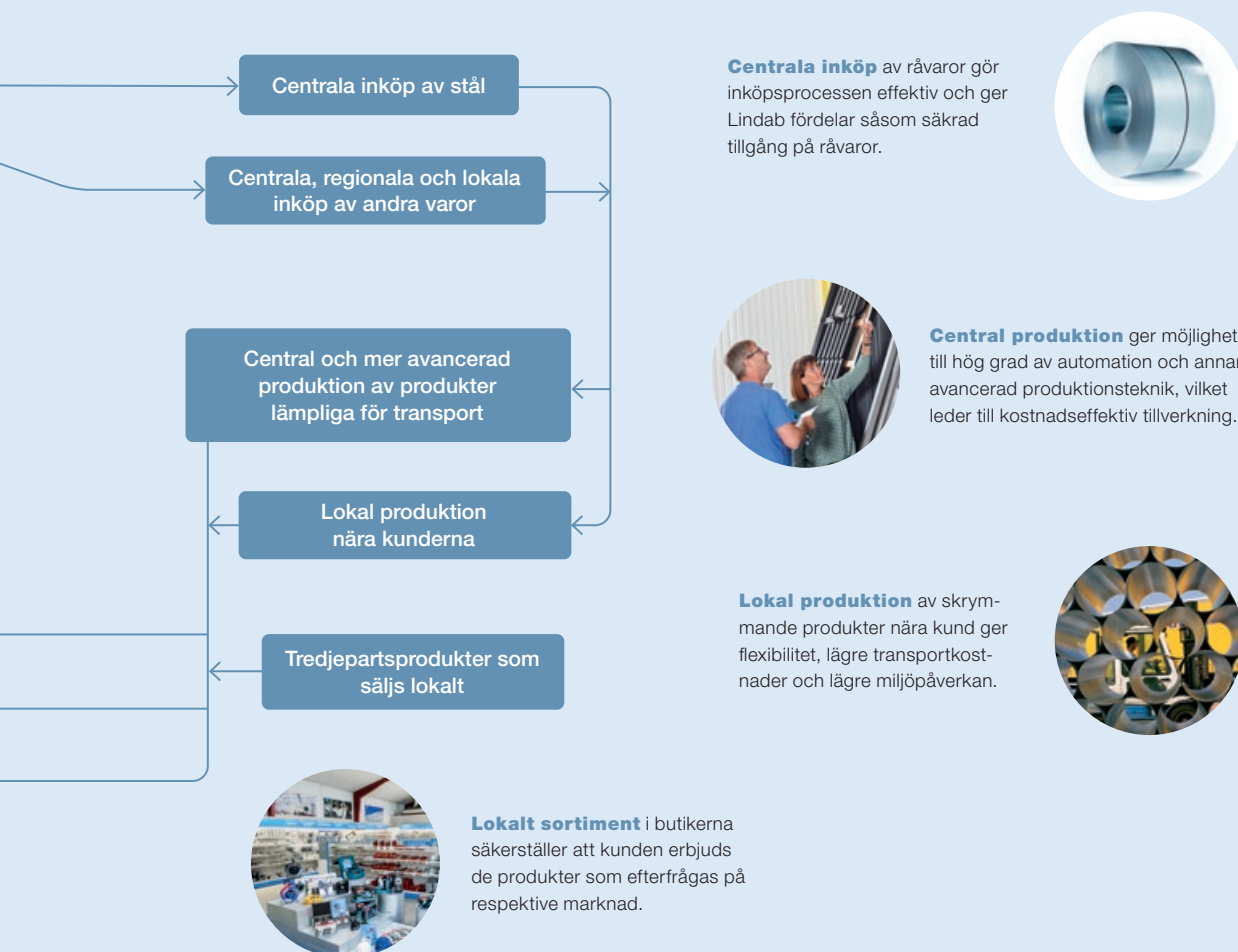 Centrala inköp av stål
Centrala, regionala och lokala
inköp av andra varor
Central och mer avancerad
produktion av produkter
lämpliga för transport
Lokal produktion
nära kunderna
Tredjepartsprodukter som
säljs lokalt
Centrala inköp av råvaror gör
inköpsprocessen effektiv och ger
Lindab fördelar såsom säkrad
tillgång på råvaror.
Central produktion ger möjlighet
till hög grad av automation och
avancerad produktionsteknik, vilket
leder till kostnadseffektiv tillverkning.
Lokal produktion av skrym-
mande produkter nära kund ger
flexibilitet, lägre transportkost-
nader och lägre miljöpåverkan.
Lokalt sortiment i butikerna
säkerställer att kunden erbjuds
de produkter som efterfrågas på
respektive marknad.